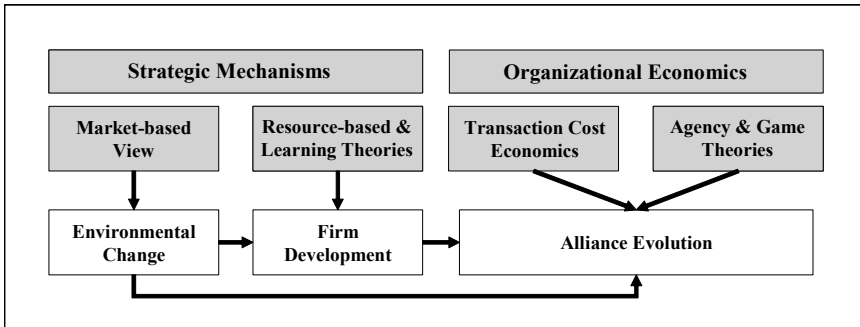 Strategic Mechanisms
Organizational Economics
Market-based
View
Resource-based &
Learning Theories
Transaction Cost
Economics
Agency & Game
Theories
Environmental
Change
Firm
Development
Alliance Evolution